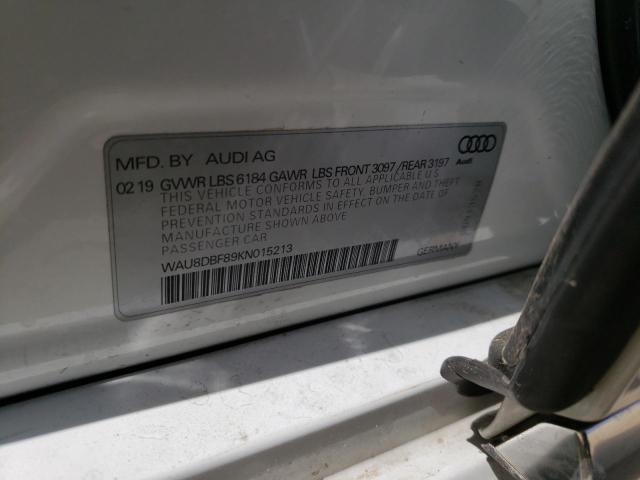 MFD. BY AUDI AG
Audi
02 19 GVWR LBS 6184 GAWR LBS FRONT 3097 / REAR 3197
THIS VEHICLE CONFORMS TO ALL APPLICABLE U S
FEDERAL MOTOR VEHICLE SAFETY, BUMPER AND THEFT
PREVENTION STANDARDS IN EFFECT ON THE DATE OF
MANUFACTURE SHOWN ABOVE
PASSENGER CAR
WAU8DBF89KN015213
GERMANY